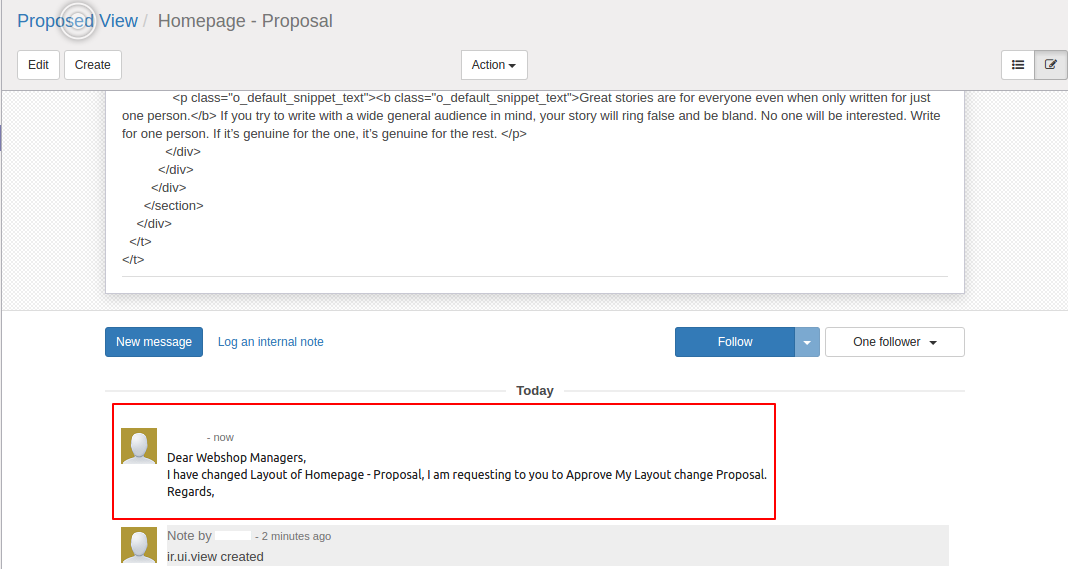 Proposed View / Homepage - Proposal
Edit Create Action
<p class="o_default_snippet_text"><b class="o_default_snippet_text">Great stories are for everyone even when only written for just
one person.</b> If you try to write with a wide general audience in mind, your story will ring false and be bland. No one will be interested. Write
for one person. If it’s genuine for the one, it’s genuine for the rest. </p>
</div>
</div>
</div>
</section>
</div>
</t>
</t>
New message Log an internal note Follow One follower
Today
- now
Dear Webshop Managers,
I have changed Layout of Homepage - Proposal, I am requesting to you to Approve My Layout change Proposal.
Regards,
Note by - 2 minutes ago
ir.ui.view created